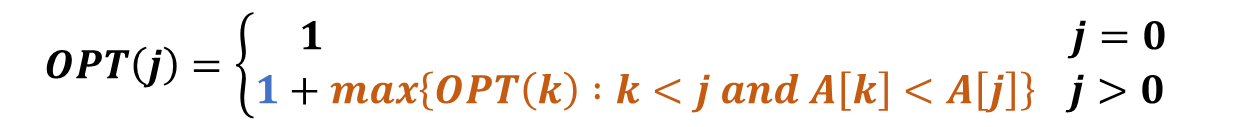 OPT(j) = { 1 j = 0
1 + max{OPT(k) : k < j and A[k] < A[j]} j > 0